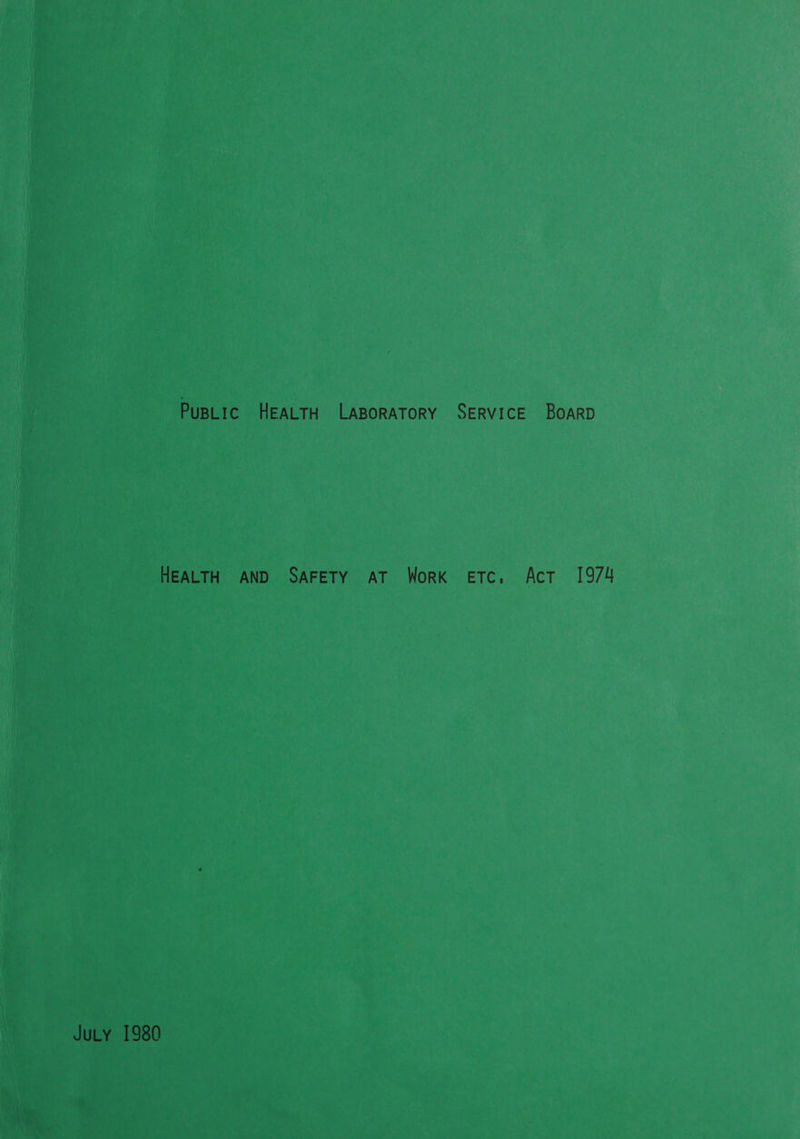 PUBLIC HEALTH LABORATORY SERVICE BOARD
HEALTH AND SAFETY AT WORK ETC. ACT 1974
JULY 1980